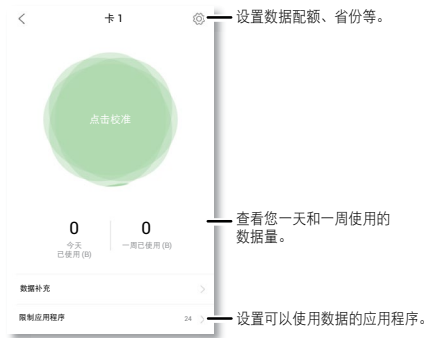 卡 1
设置数据配额、省份等。
点击校准
0
今天
已使用 (B)
0
一周已使用 (B)
查看您一天和一周使用的
数据量。
数据补充
限制应用程序
24
设置可以使用数据的应用程序。